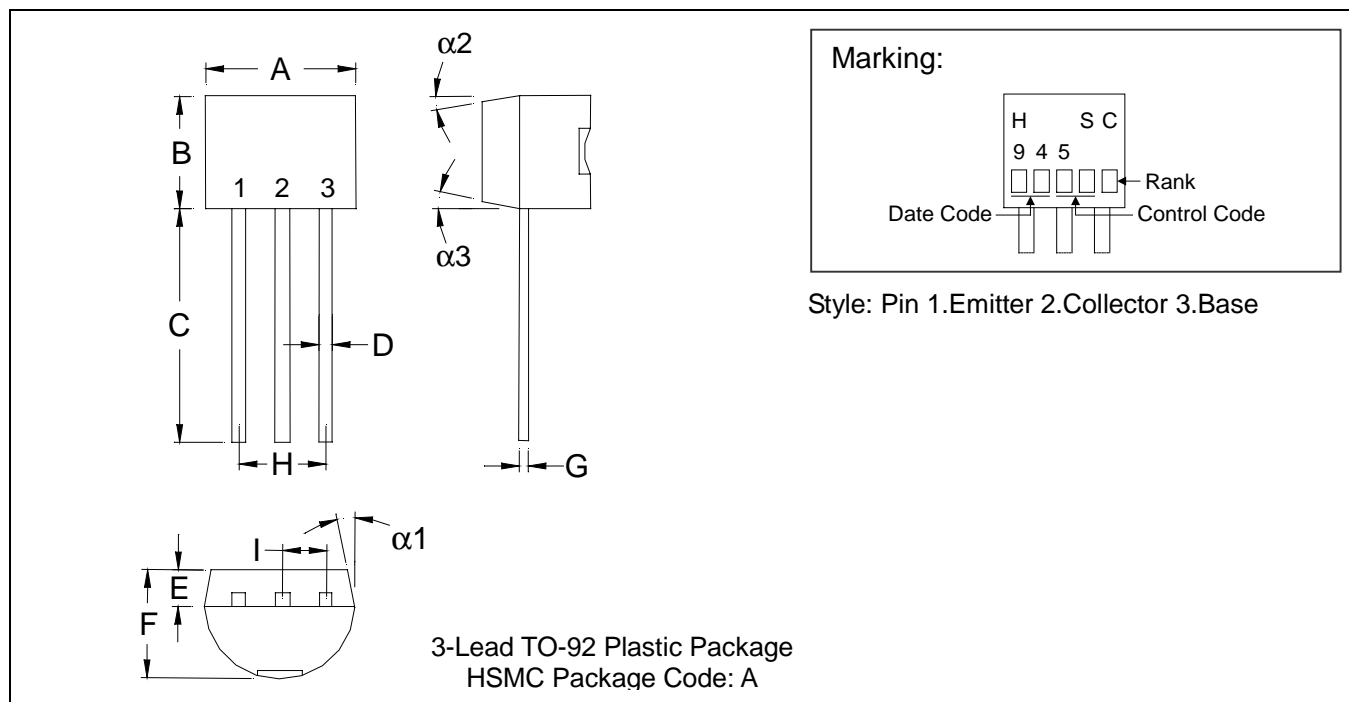 α2
A
B
1 2 3
α3
C
D
H
G
I
α1
E
F
3-Lead TO-92 Plastic Package
HSMC Package Code: A
Marking:
H S C
9 4 5
Rank
Date Code
Control Code
Style: Pin 1.Emitter 2.Collector 3.Base